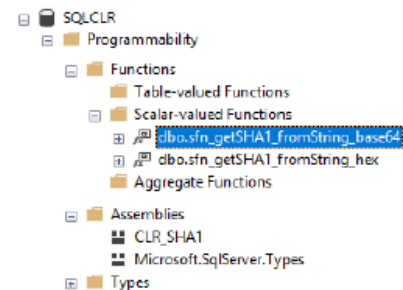 SQLCLR
Programmability
Functions
Table-valued Functions
Scalar-valued Functions
dbo.sfn_getSHA1_fromString_base64
dbo.sfn_getSHA1_fromString_hex
Aggregate Functions
Assemblies
CLR_SHA1
Microsoft.SqlServer.Types
Types